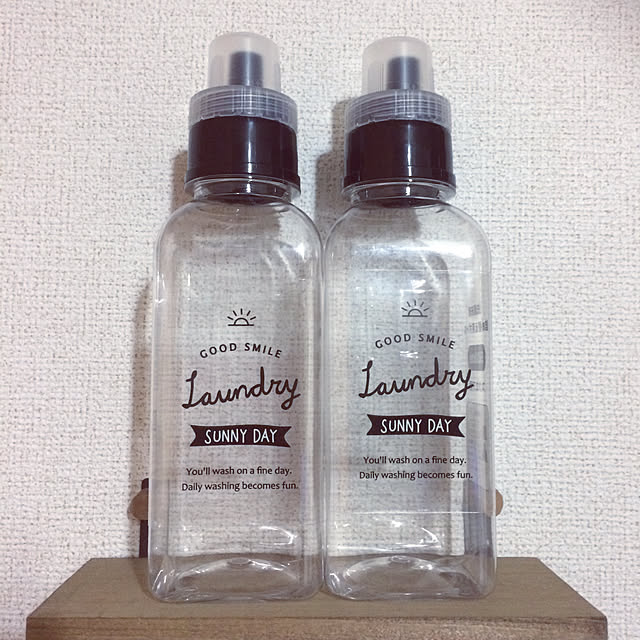 GOOD SMILE
Laundry
SUNNY DAY
You'll wash on a fine day.
Daily washing becomes fun.
GOOD SMILE
Laundry
SUNNY DAY
You'll wash on a fine day.
Daily washing becomes fun.